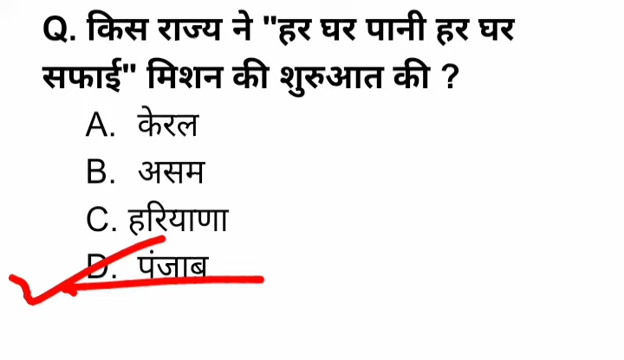 Q. किस राज्य ने "हर घर पानी हर घर
सफाई" मिशन की शुरुआत की ?
A. केरल
B. असम
C. हरियाणा
D. पंजाब